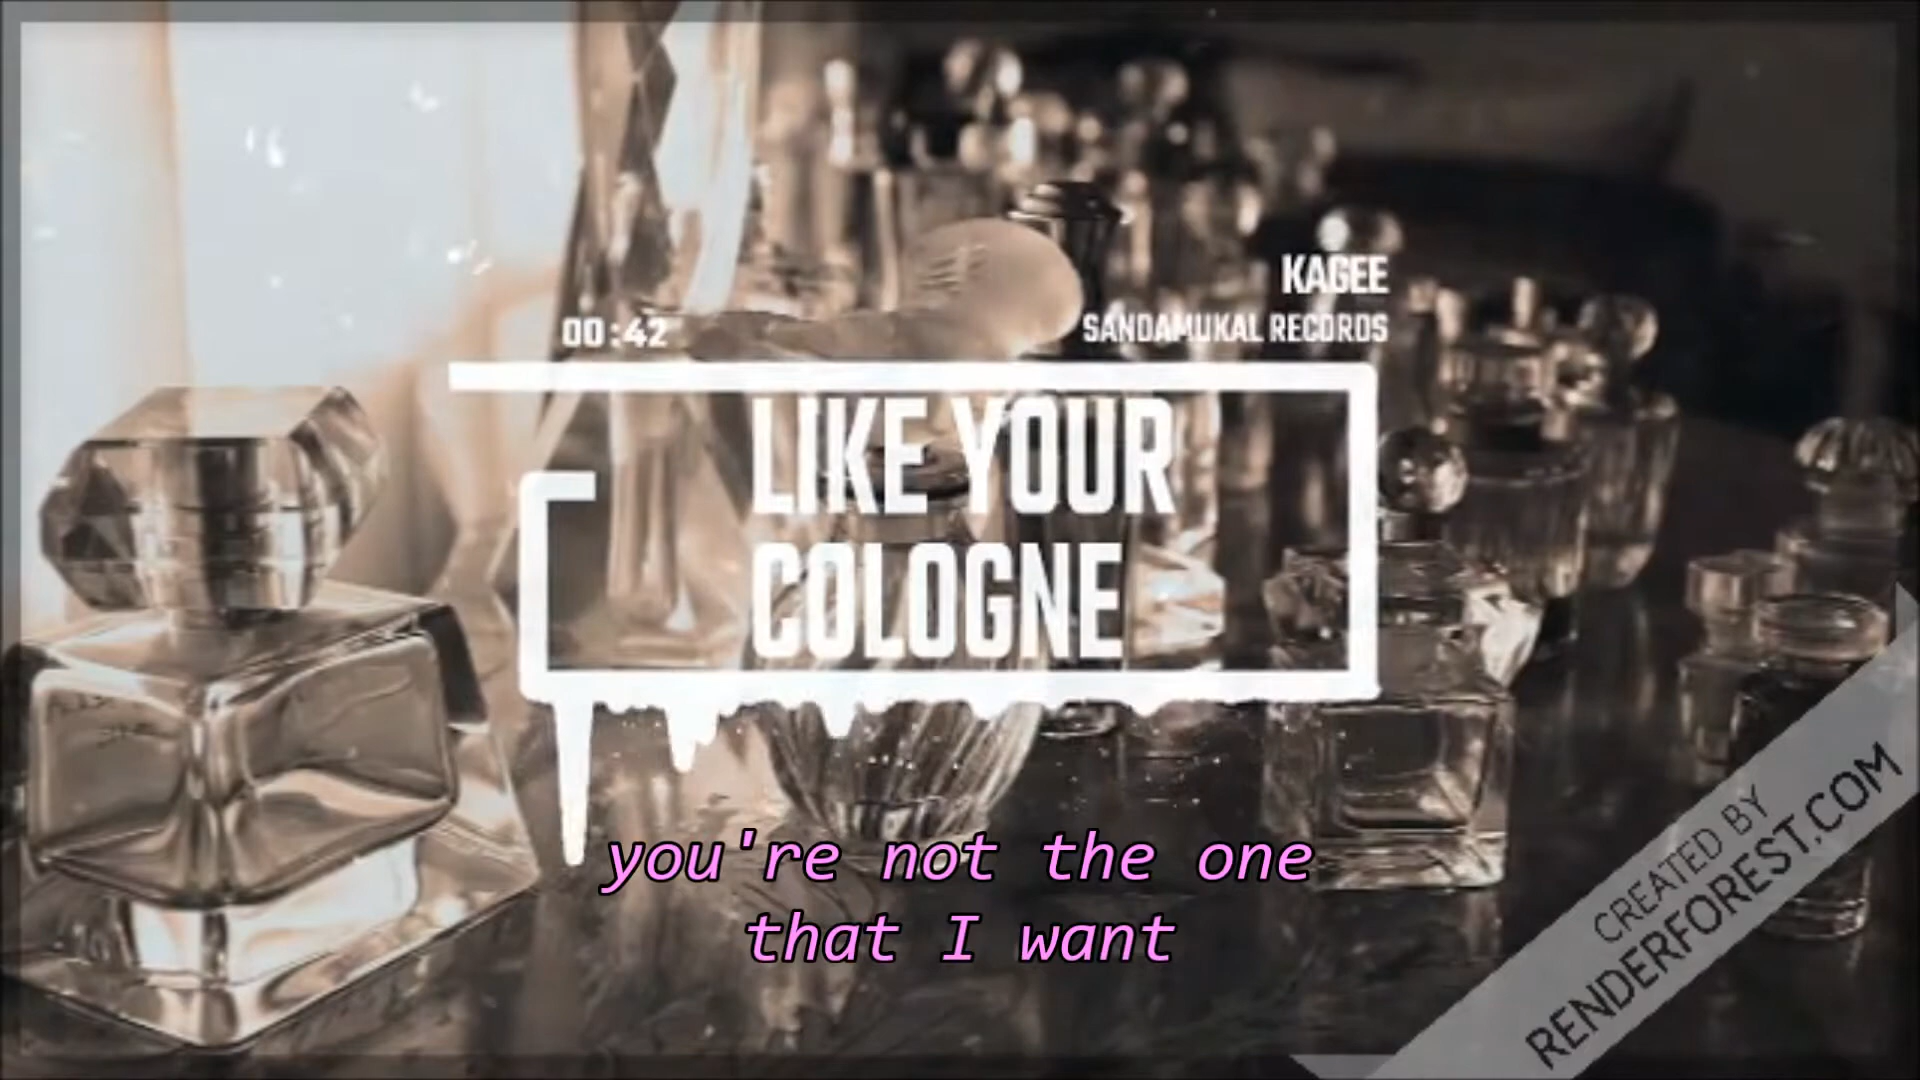 KAGEE
00:42
SANDAMUKAL RECORDS
LIKE YOUR
COLOGNE
you're not the one
that I want
CREATED BY
RENDERFOREST.COM